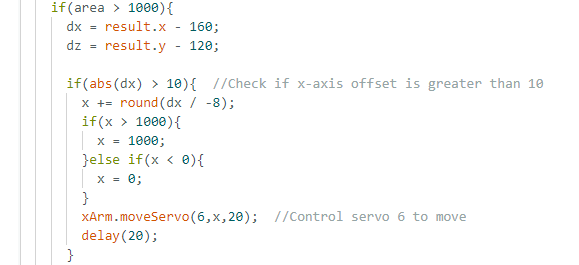 if(area > 1000){
dx = result.x - 160;
dz = result.y - 120;
if(abs(dx) > 10){  //Check if x-axis offset is greater than 10
x += round(dx / -8);
if(x > 1000){
x = 1000;
}else if(x < 0){
x = 0;
}
xArm.moveServo(6,x,20);  //Control servo 6 to move
delay(20);
}